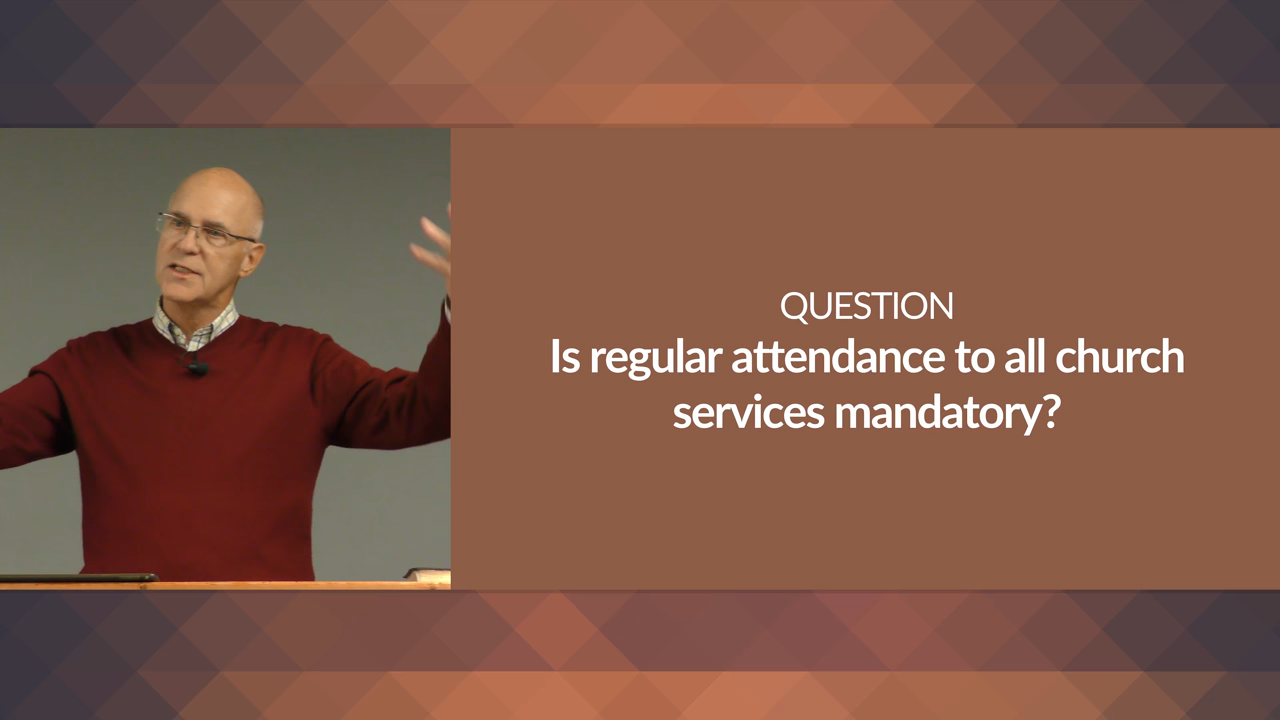 QUESTION
Is regular attendance to all church
services mandatory?